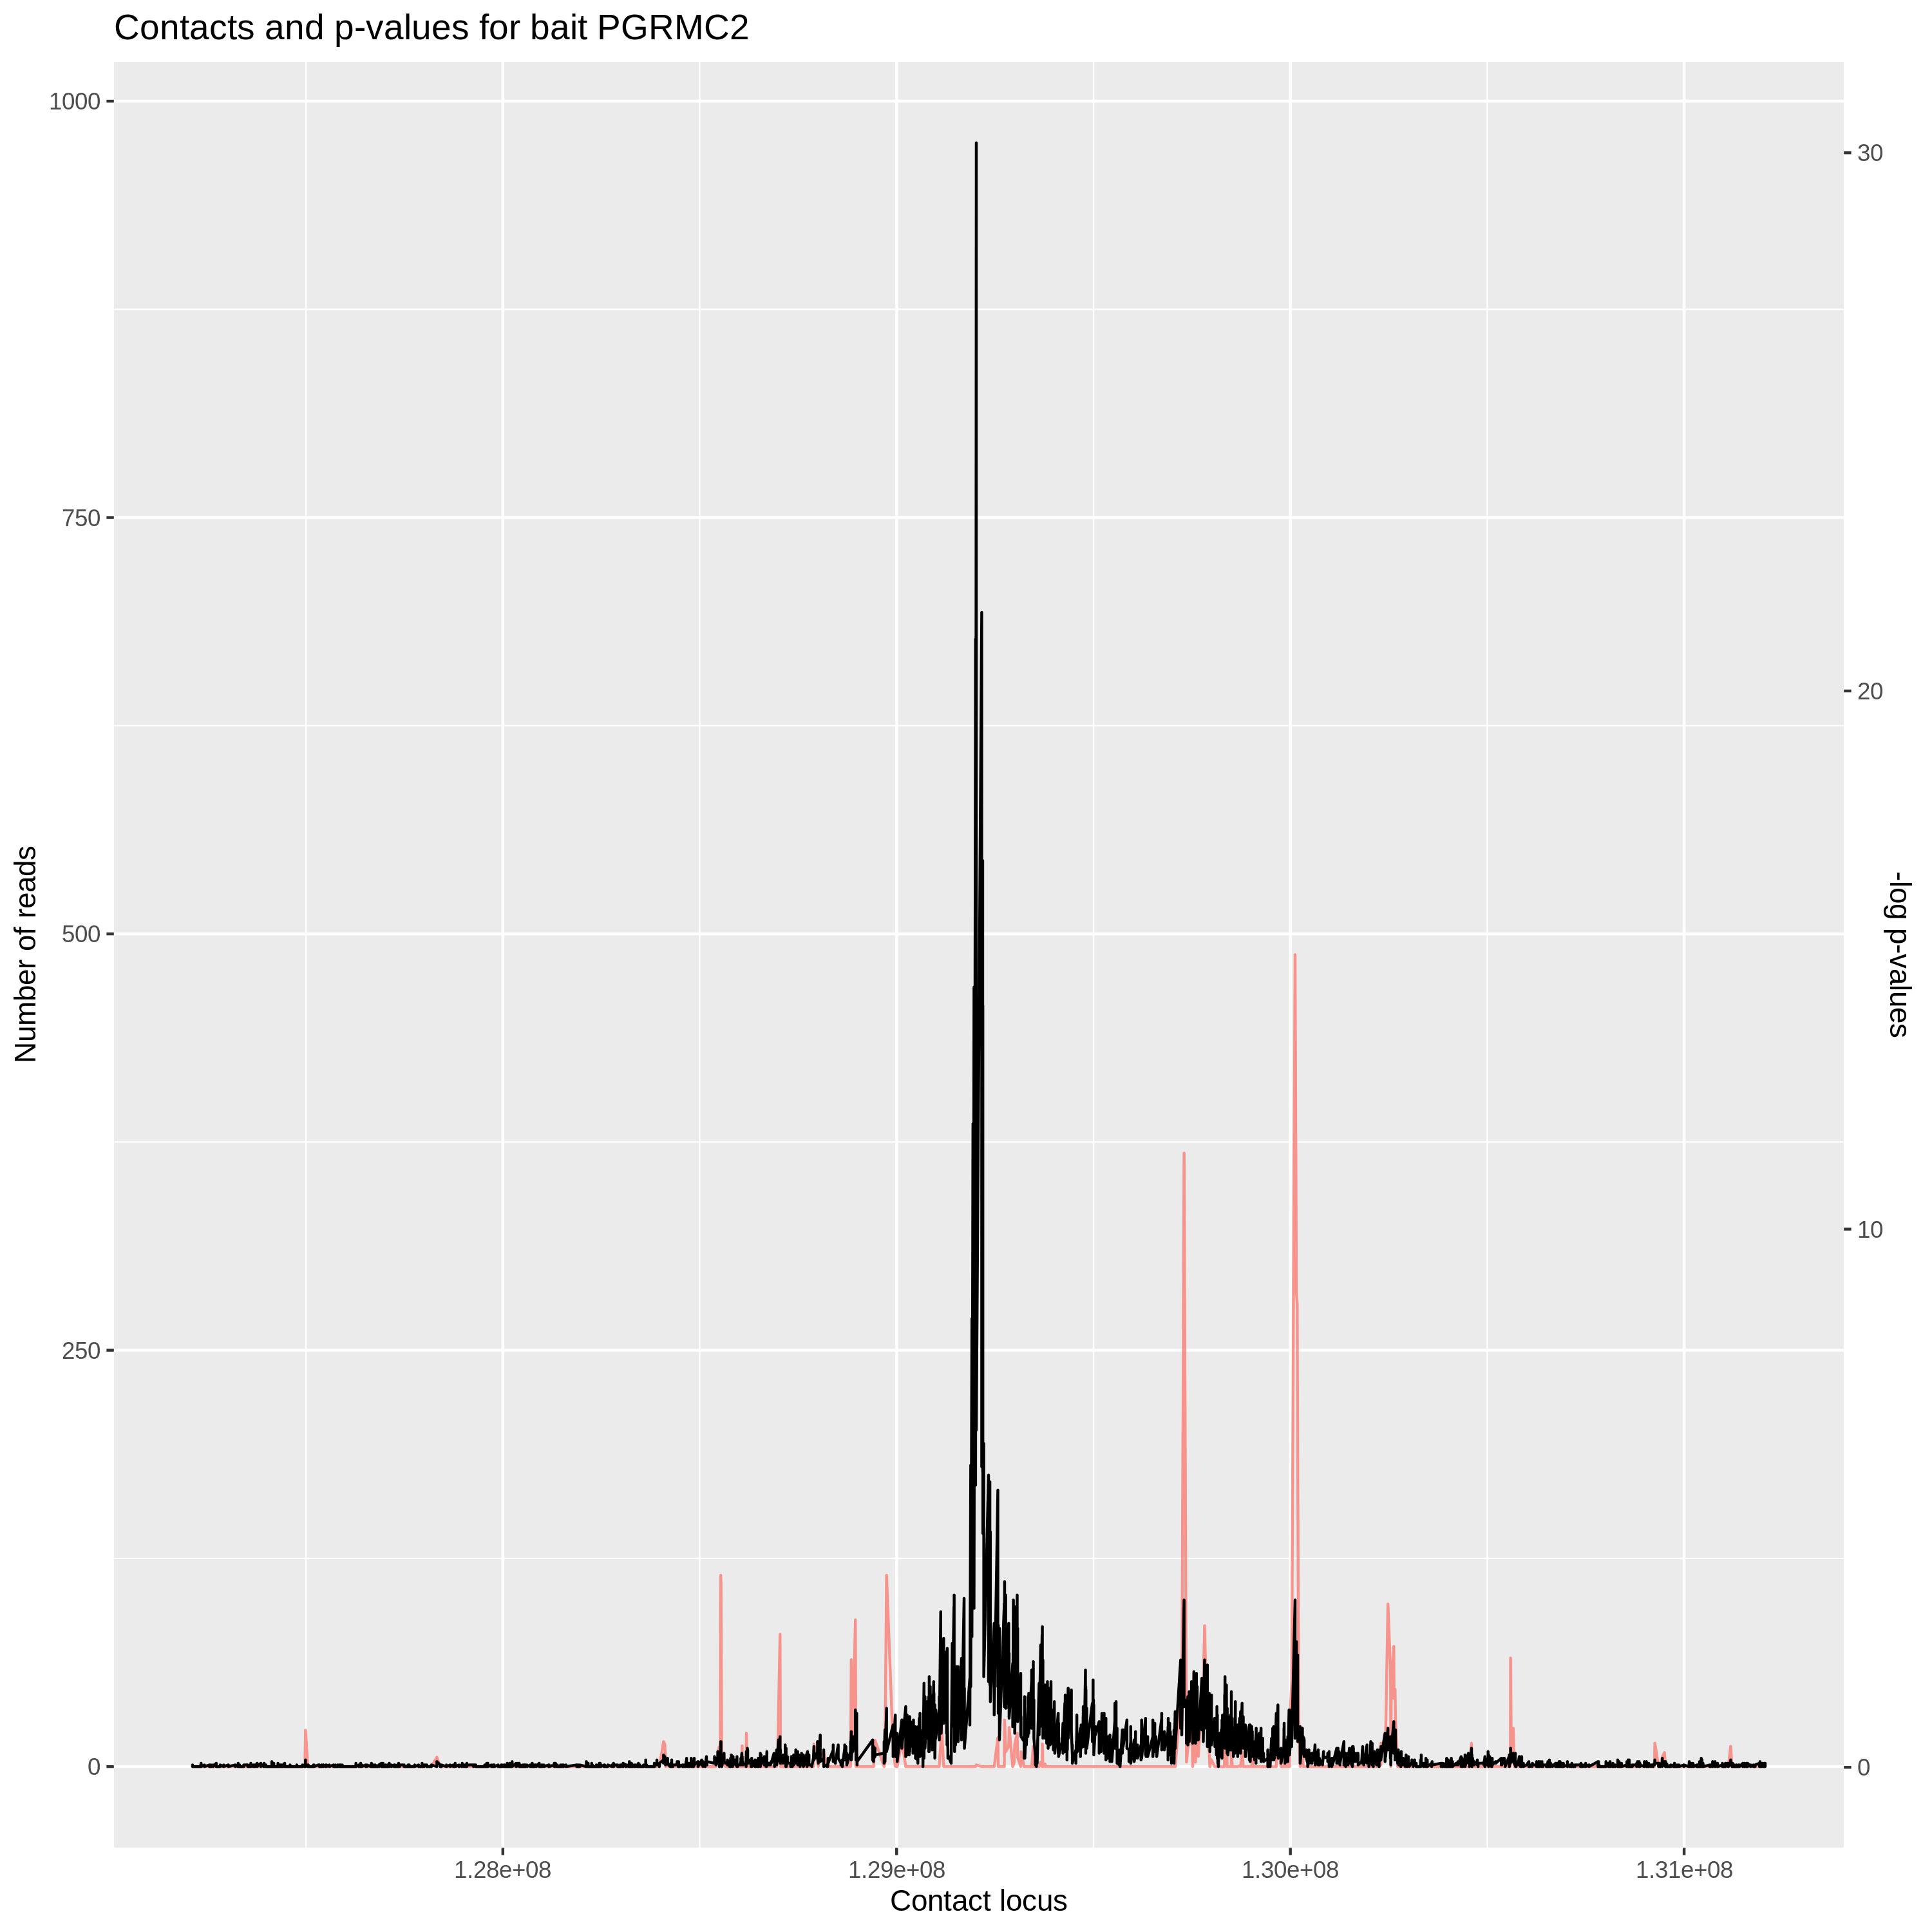 Contacts and p-values for bait PGRMC2
1000
750
500
250
0
Number of reads
30
20
10
0
-log p-values
1.28e+08
1.29e+08
1.30e+08
1.31e+08
Contact locus